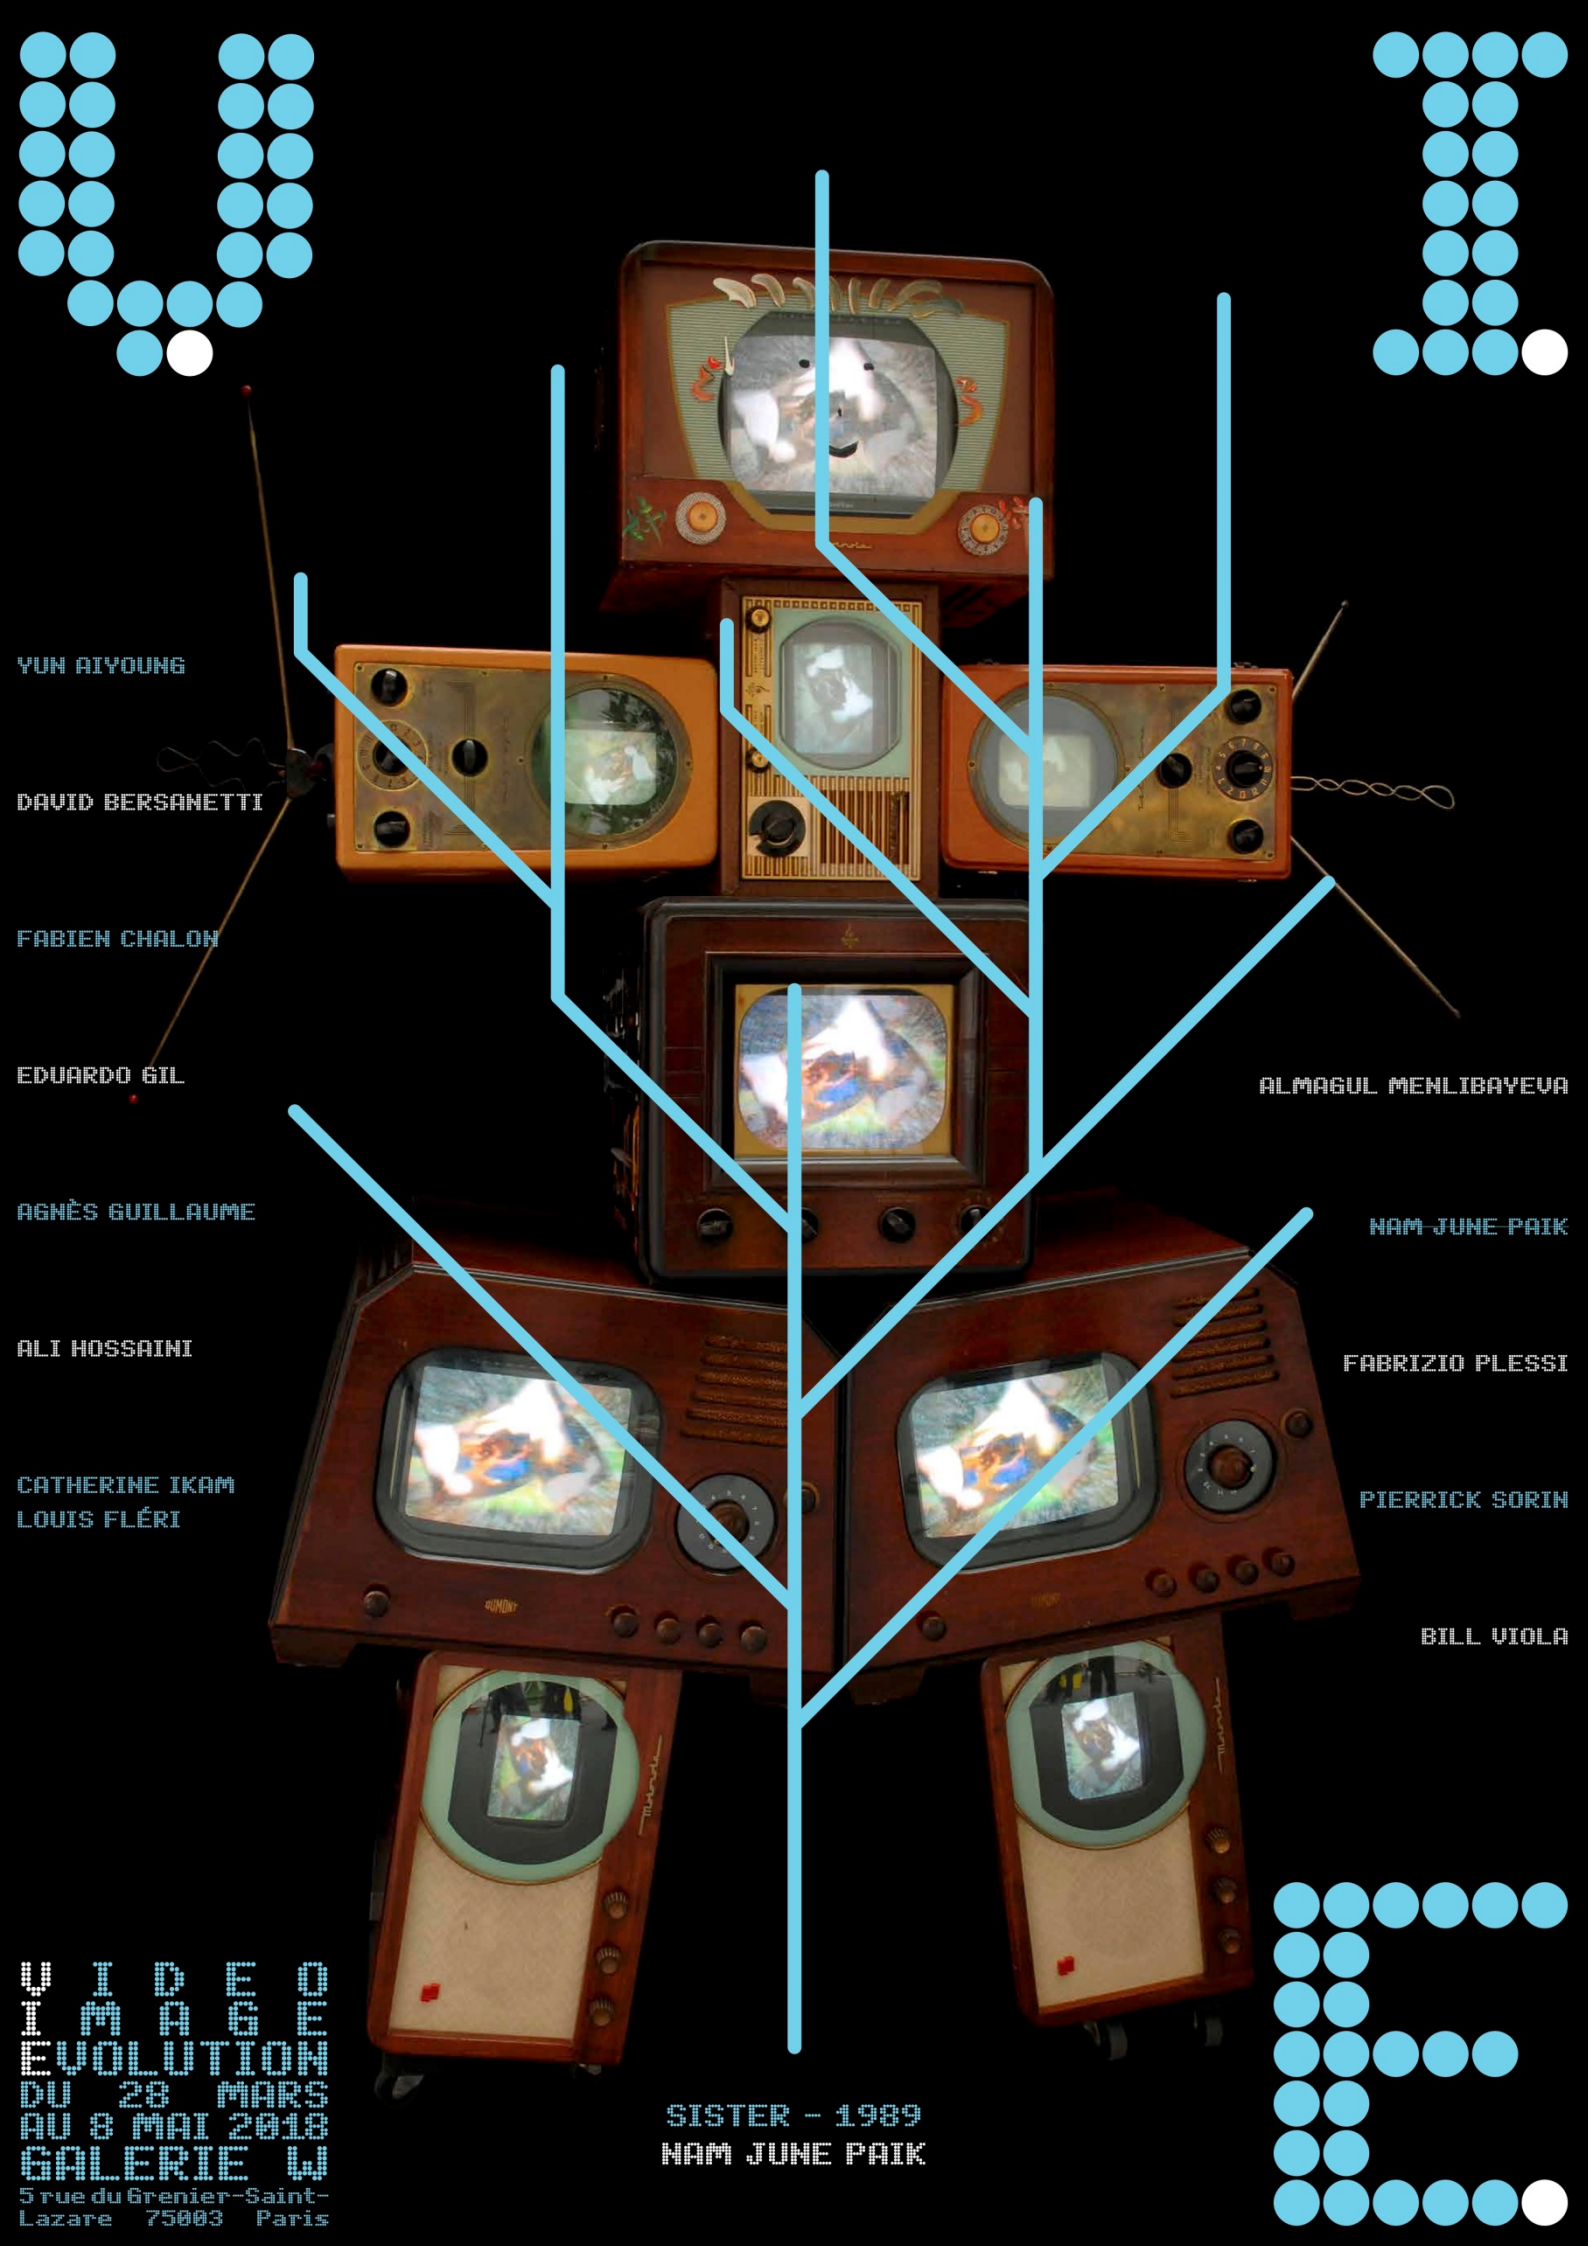 V I
YUN AIYOUNG
DAVID BERSANETTI
FABIEN CHALON
EDUARDO GIL
AGNÈS GUILLAUME
ALI HOSSAINI
CATHERINE IKAM
LOUIS FLÉRI
ALMAGUL MENLIBAYEVA
NAM JUNE PAIK
FABRIZIO PLESSI
PIERRICK SORIN
BILL VIOLA
DUMONT
Motorola
E
VIDEO
IMAGE
EVOLUTION
DU 28 MARS
AU 8 MAI 2018
GALERIE W
5 rue du Grenier-Saint-
Lazare 75003 Paris
SISTER - 1989
NAM JUNE PAIK